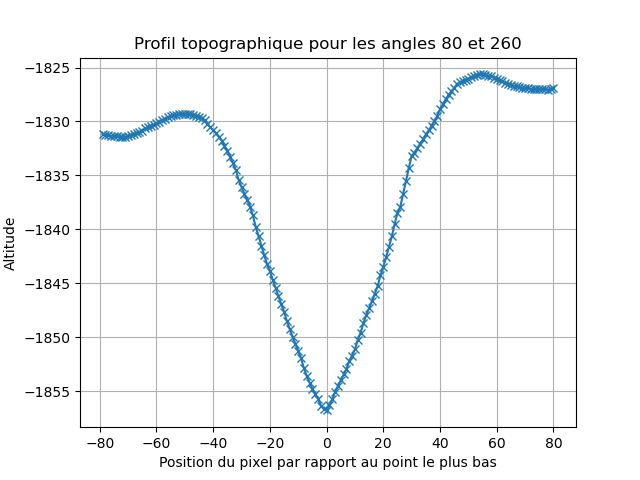 Profil topographique pour les angles 80 et 260
Altitude
−1825
−1830
−1835
−1840
−1845
−1850
−1855
−80 −60 −40 −20 0 20 40 60 80
Position du pixel par rapport au point le plus bas